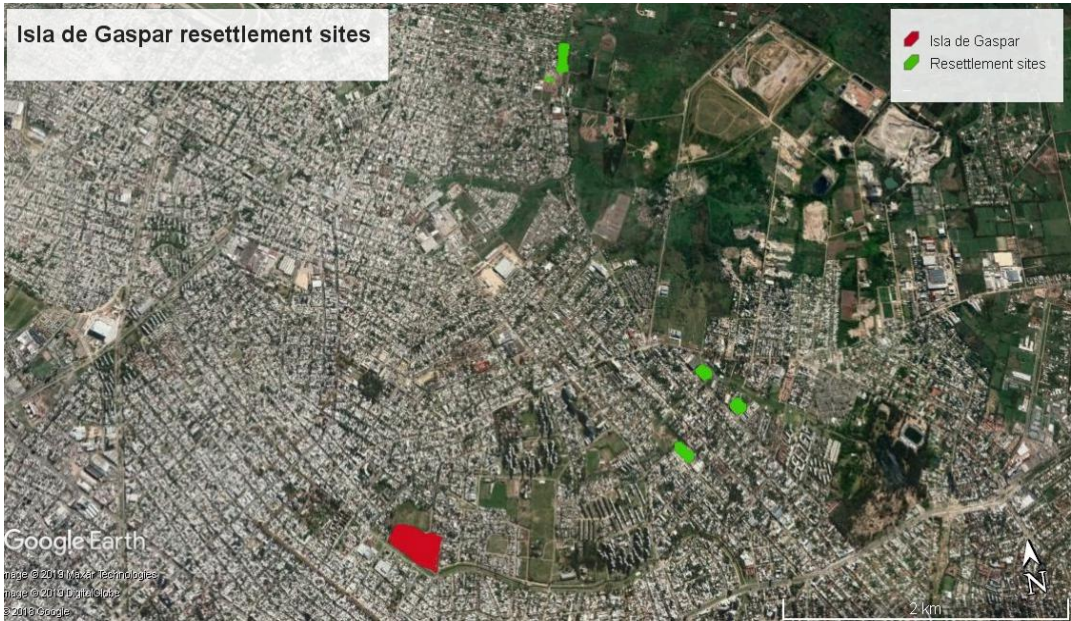 Isla de Gaspar resettlement sites
Isla de Gaspar
Resettlement sites
Google Earth
Image © 2019 Maxar Technologies
Image © 2019 DigitalGlobe
© 2018 Google
N
2 km